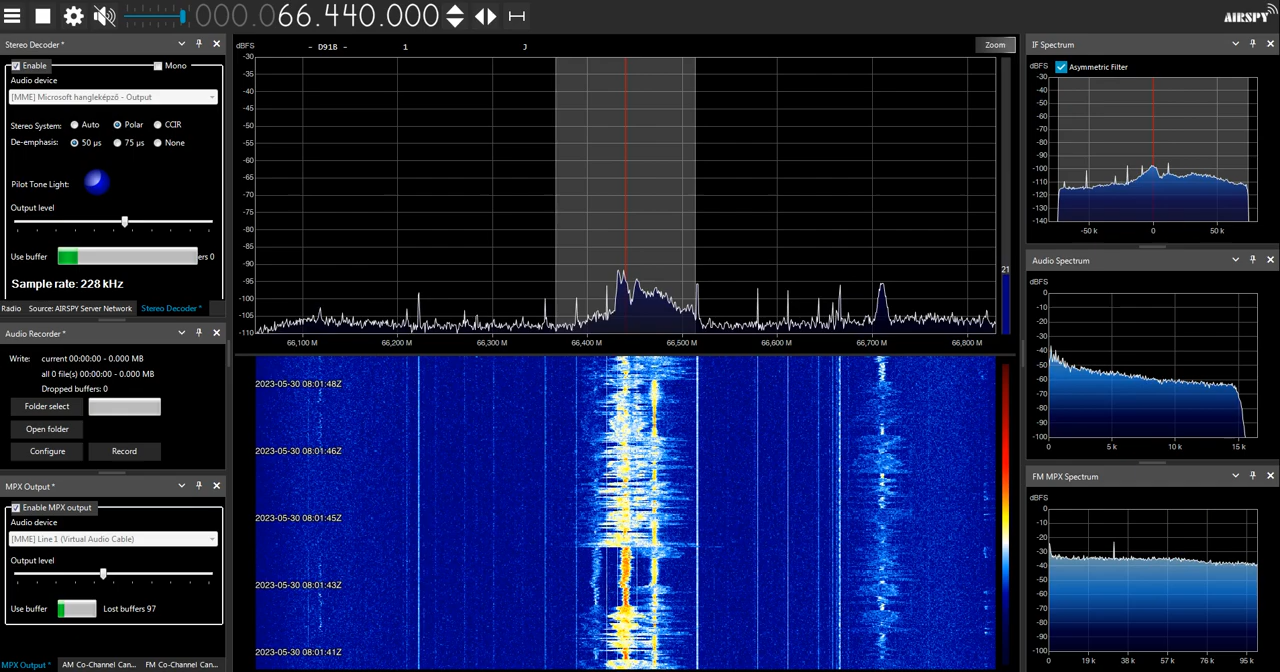 000.066.440.000
AIRSPY
Stereo Decoder *
Enable
Mono
Audio device
[MME] Microsoft hangleképző - Output
Stereo System:
Auto
Polar
CCIR
De-emphasis:
50 µs
75 µs
None
Pilot Tone Light:
Output level
Use buffer
ers 0
Sample rate: 228 kHz
Radio
Source: AIRSPY Server Network
Stereo Decoder *
Audio Recorder *
Write:
current 00:00:00 - 0.000 MB
all 0 file(s) 00:00:00 - 0.000 MB
Dropped buffers: 0
Folder select
Open folder
Configure
Record
MPX Output *
Enable MPX output
Audio device
[MME] Line 1 (Virtual Audio Cable)
Output level
Use buffer
Lost buffers 97
MPX Output *
AM Co-Channel Can...
FM Co-Channel Can...
dBFS
- D91B -
1
J
Zoom
-30
-35
-40
-45
-50
-55
-60
-65
-70
-75
-80
-85
-90
-95
-100
-105
-110
21
66,100 M
66,200 M
66,300 M
66,400 M
66,500 M
66,600 M
66,700 M
66,800 M
2023-05-30 08:01:48Z
2023-05-30 08:01:46Z
2023-05-30 08:01:45Z
2023-05-30 08:01:43Z
2023-05-30 08:01:41Z
IF Spectrum
dBFS
Asymmetric Filter
-30
-40
-50
-60
-70
-80
-90
-100
-110
-120
-130
-140
-50 k
0
50 k
Audio Spectrum
dBFS
0
-10
-20
-30
-40
-50
-60
-70
-80
-90
-100
0
5 k
10 k
15 k
FM MPX Spectrum
dBFS
0
-10
-20
-30
-40
-50
-60
-70
-80
-90
-100
0
19 k
38 k
57 k
76 k
95 k